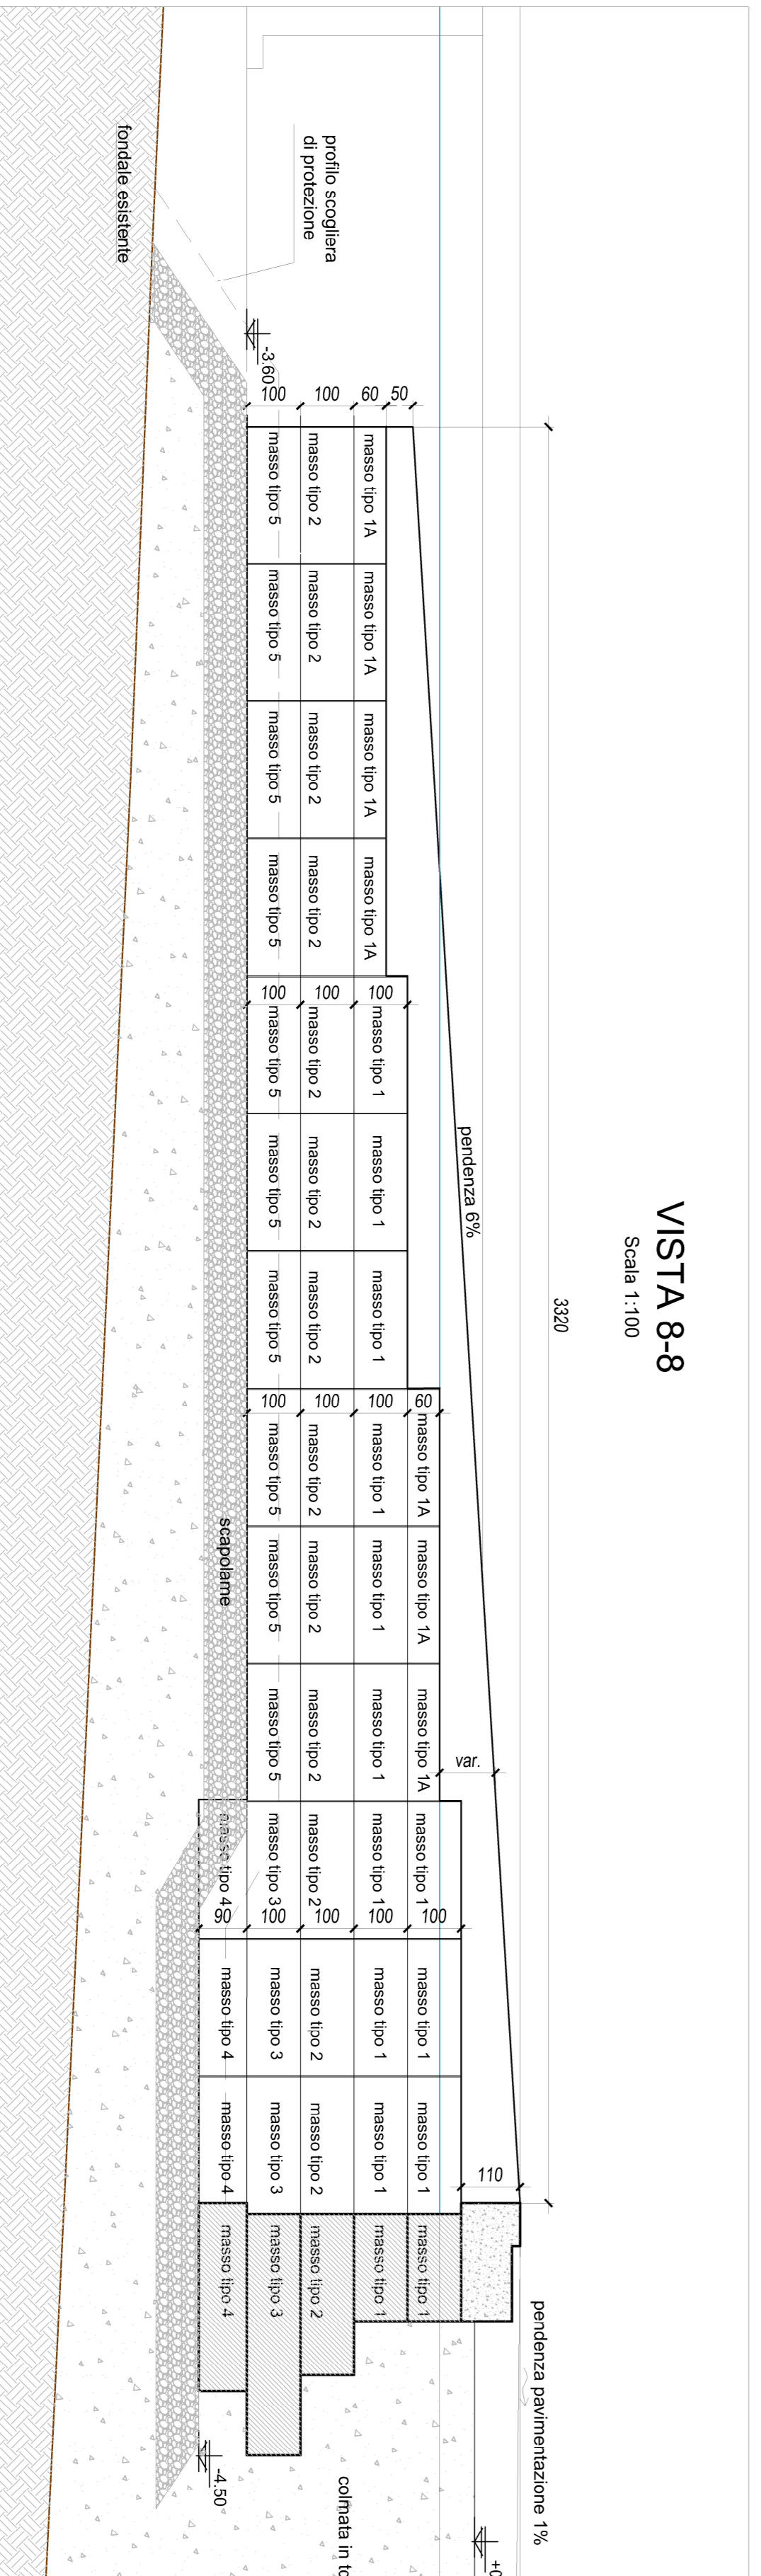 VISTA 8-8
Scala 1:100
3320
pendenza 6%
pendenza pavimentazione 1%
110
var.
profilo scogliera
di protezione
fondale esistente
-3.60
100
100
60
50
masso tipo 1A
masso tipo 1A
masso tipo 1A
masso tipo 1A
masso tipo 2
masso tipo 2
masso tipo 2
masso tipo 2
masso tipo 5
masso tipo 5
masso tipo 5
masso tipo 5
100
100
100
masso tipo 1
masso tipo 1
masso tipo 1
masso tipo 2
masso tipo 2
masso tipo 2
masso tipo 5
masso tipo 5
masso tipo 5
100
100
100
60
masso tipo 1A
masso tipo 1A
masso tipo 1A
masso tipo 1
masso tipo 1
masso tipo 1
masso tipo 2
masso tipo 2
masso tipo 2
masso tipo 5
masso tipo 5
masso tipo 5
scapolame
90
100
100
100
100
masso tipo 1
masso tipo 1
masso tipo 1
masso tipo 1
masso tipo 1
masso tipo 1
masso tipo 1
masso tipo 1
masso tipo 2
masso tipo 2
masso tipo 2
masso tipo 2
masso tipo 3
masso tipo 3
masso tipo 3
masso tipo 3
masso tipo 4
masso tipo 4
masso tipo 4
masso tipo 4
-4.50
colmata in